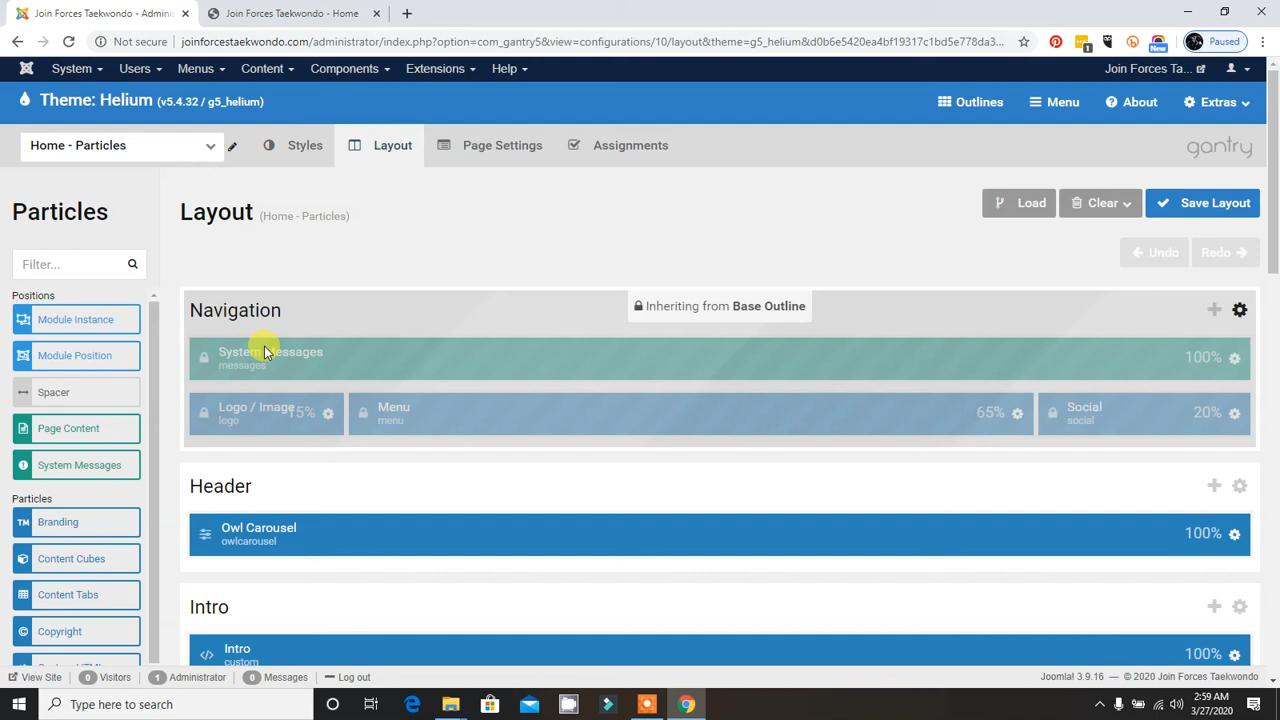 Join Forces Taekwondo - Adminis
Join Forces Taekwondo - Home
Not secure
joinforcestaekwondo.com/administrator/index.php?option=com_gantry5&view=configurations/10/layout&theme=g5_helium&d0b6e5420ea4bf19317c1bd5e778da3...
1
New
Paused
System
Users
Menus
Content
Components
Extensions
Help
Join Forces Ta...
Theme: Helium (v5.4.32 / g5_helium)
Outlines
Menu
About
Extras
Home - Particles
Styles
Layout
Page Settings
Assignments
gantry
Particles
Layout (Home - Particles)
Load
Clear
Save Layout
Filter...
Undo
Redo
Positions
Module Instance
Module Position
Spacer
Page Content
System Messages
Particles
TM Branding
Content Cubes
Content Tabs
Copyright
Navigation
Inheriting from Base Outline
System Messages
messages
100%
Logo / Image
logo
15%
Menu
menu
65%
Social
social
20%
Header
Owl Carousel
owlcarousel
100%
Intro
Intro
custom
100%
View Site
0 Visitors
1 Administrator
0 Messages
Log out
Joomla! 3.9.16 — © 2020 Join Forces Taekwondo
Type here to search
2:59 AM
3/27/2020